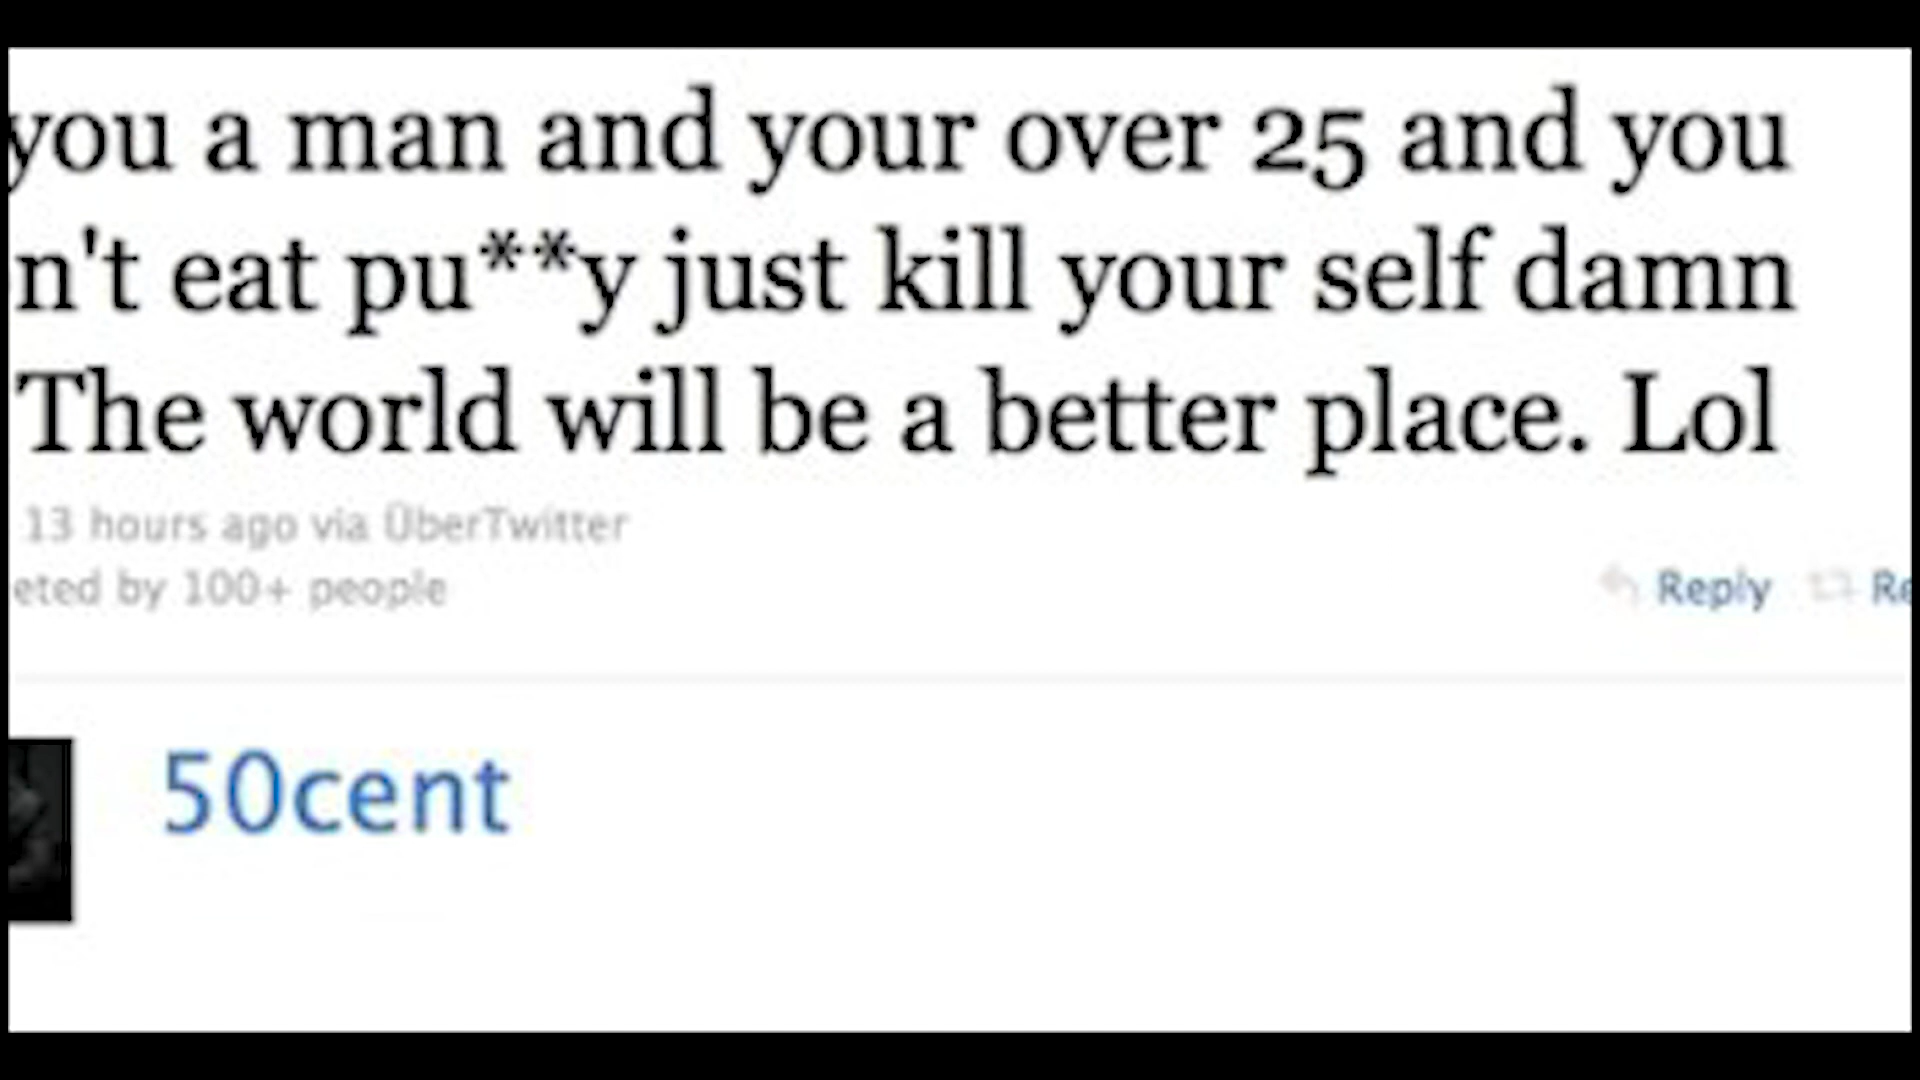 you a man and your over 25 and you
n't eat pu**y just kill your self damn
The world will be a better place. Lol
13 hours ago via ÜberTwitter
eted by 100+ people
Reply Re
50cent